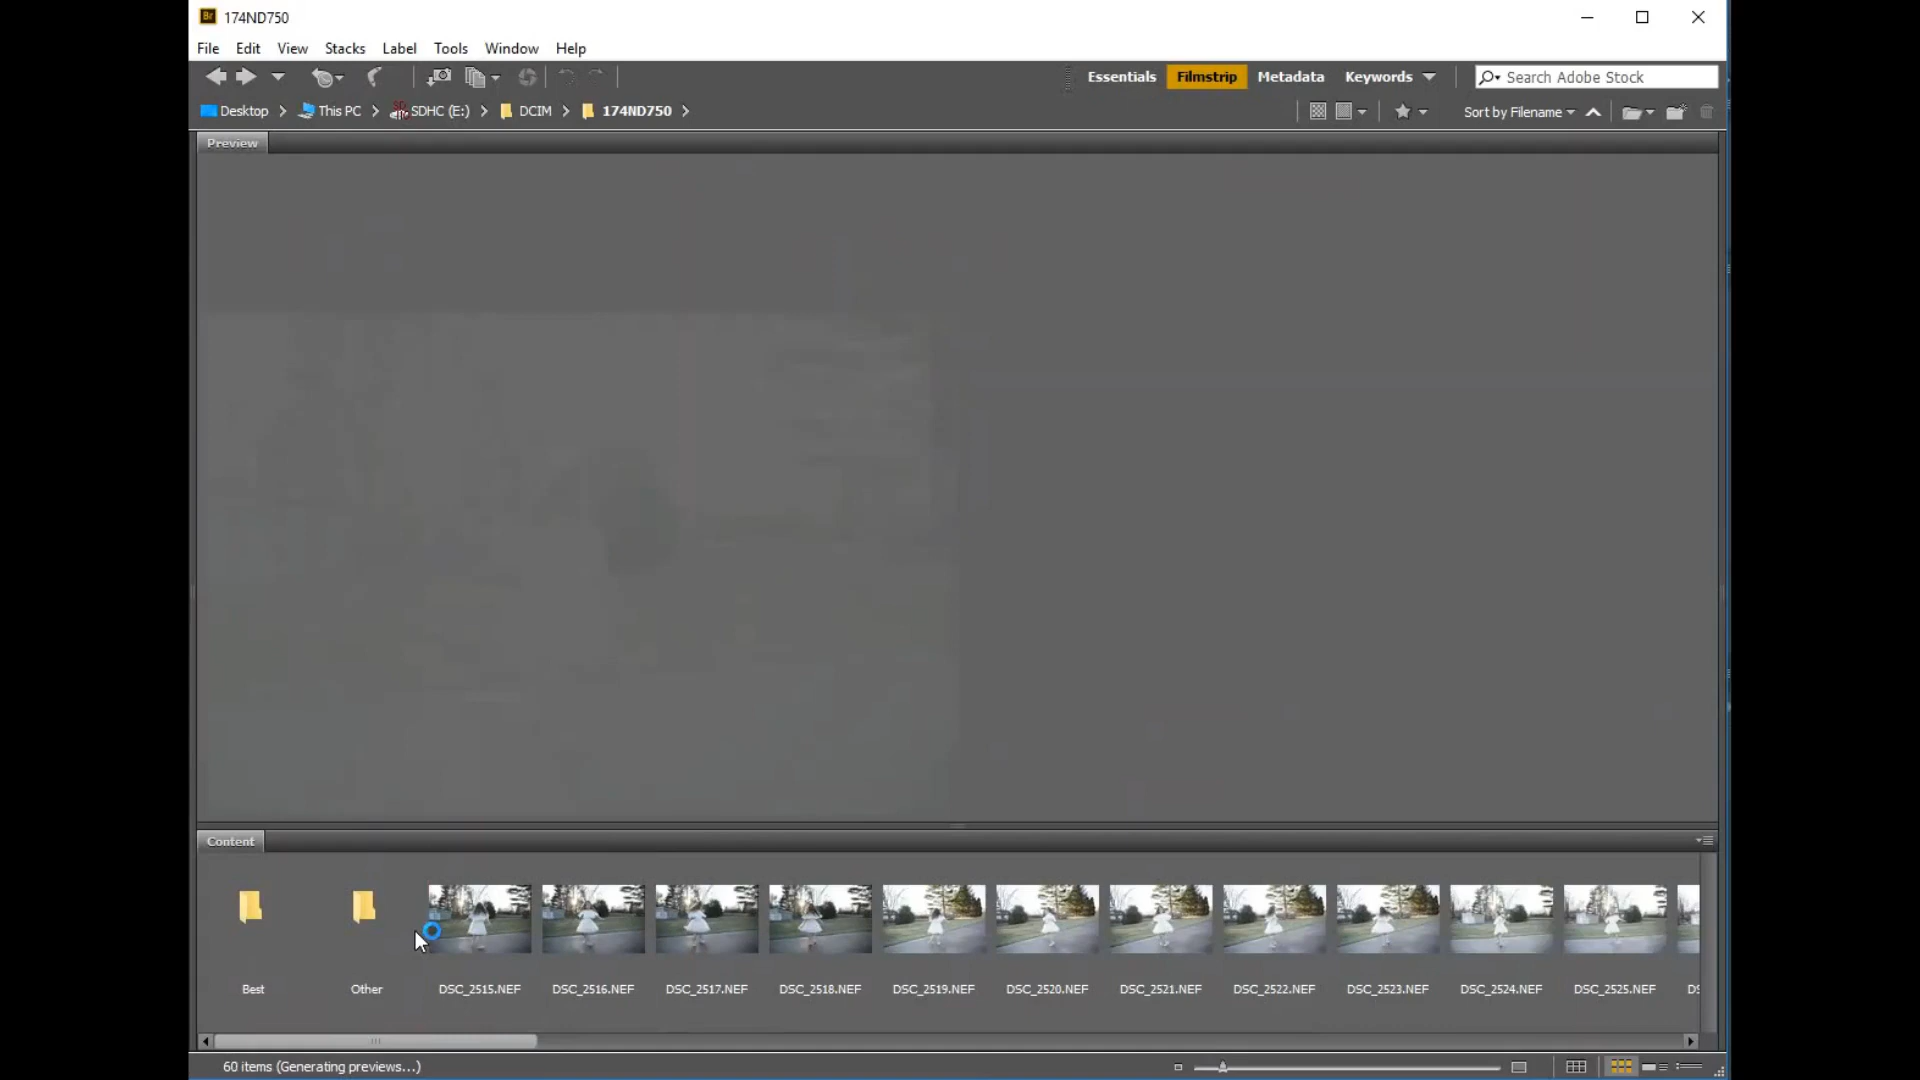 Br 174ND750
File Edit View Stacks Label Tools Window Help
Essentials Filmstrip Metadata Keywords Search Adobe Stock
Desktop This PC SDHC (E:) DCIM 174ND750 Sort by Filename
Preview
Content
Best Other DSC_2515.NEF DSC_2516.NEF DSC_2517.NEF DSC_2518.NEF DSC_2519.NEF DSC_2520.NEF DSC_2521.NEF DSC_2522.NEF DSC_2523.NEF DSC_2524.NEF DSC_2525.NEF DS
60 items (Generating previews...)